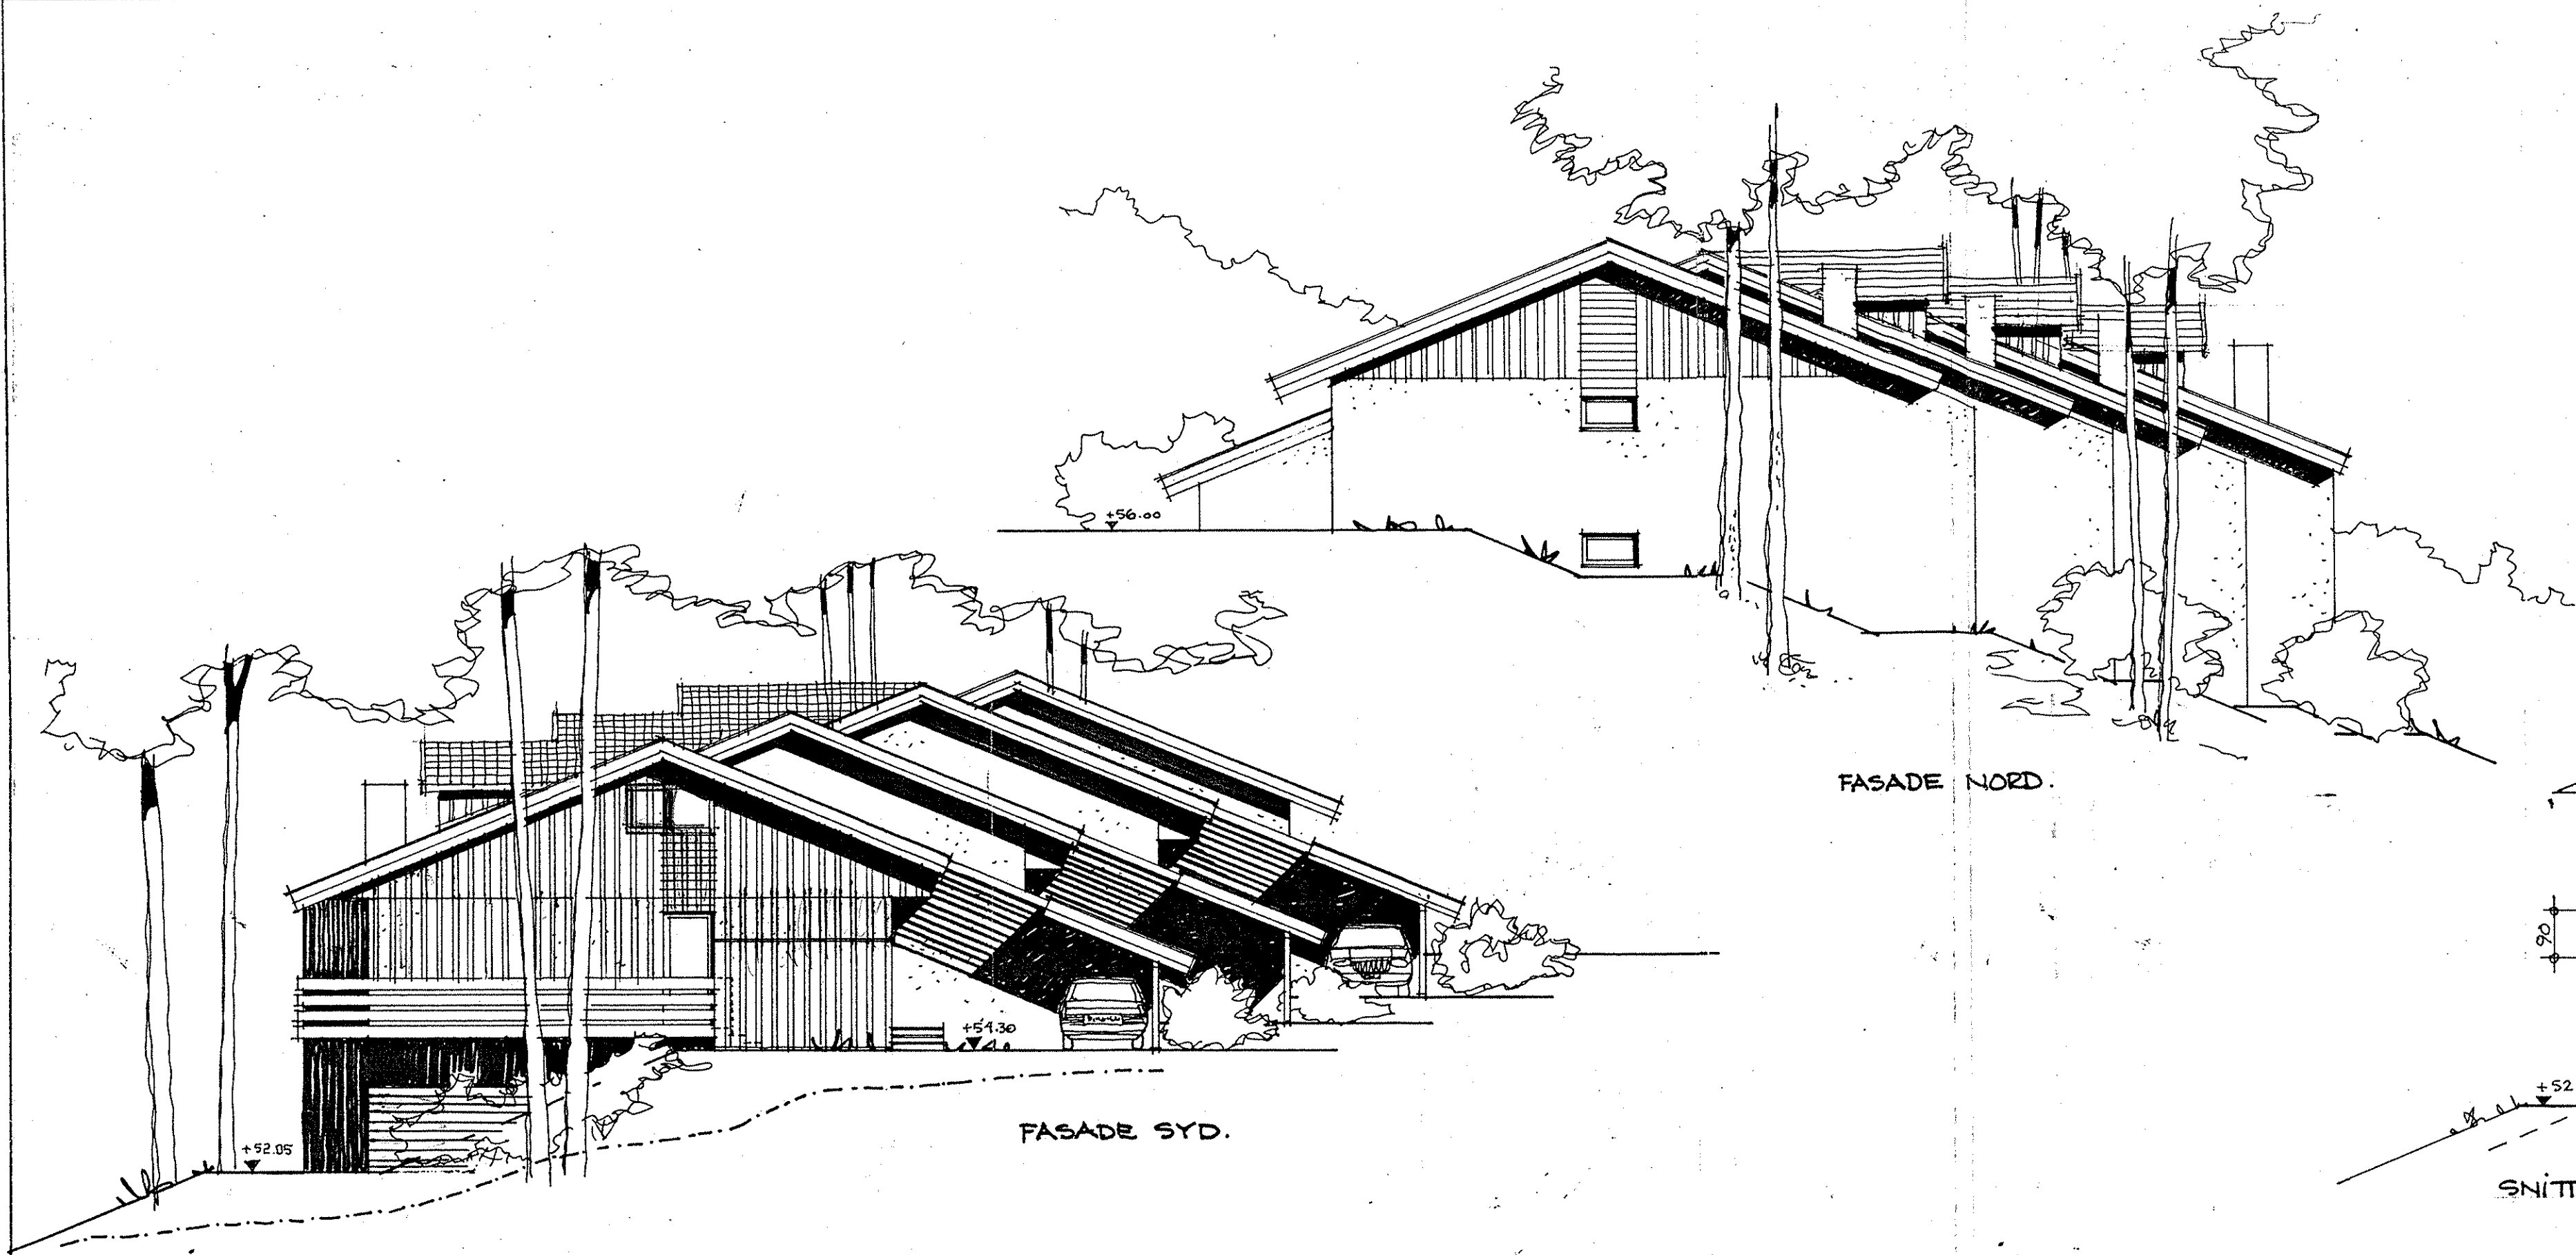 +56.00
FASADE NORD.
90
+54.30
+52
FASADE SYD.
+52.05
SNITT